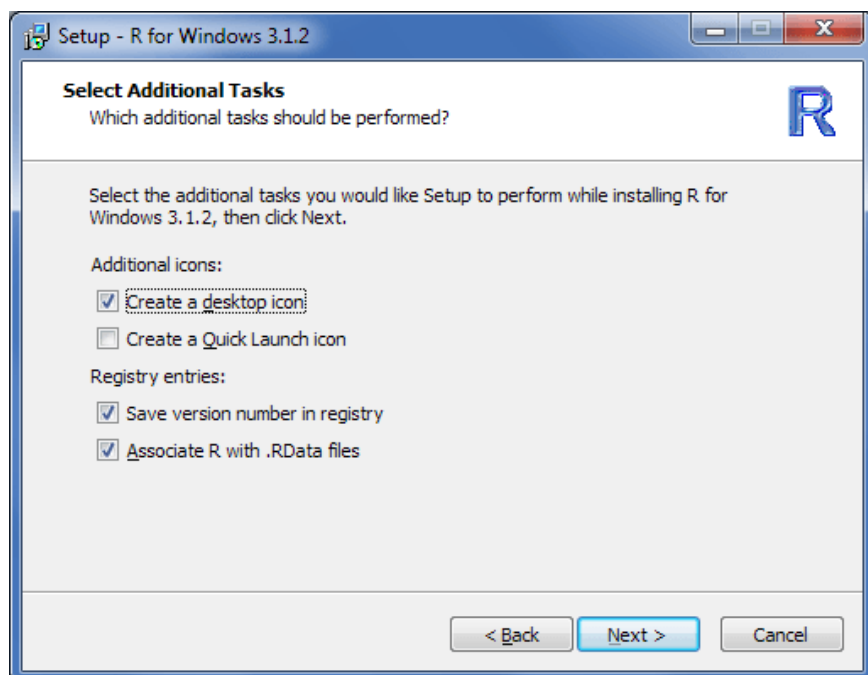 Setup - R for Windows 3.1.2
Select Additional Tasks
Which additional tasks should be performed?
R
Select the additional tasks you would like Setup to perform while installing R for
Windows 3.1.2, then click Next.
Additional icons:
Create a desktop icon
Create a Quick Launch icon
Registry entries:
Save version number in registry
Associate R with .RData files
< Back
Next >
Cancel